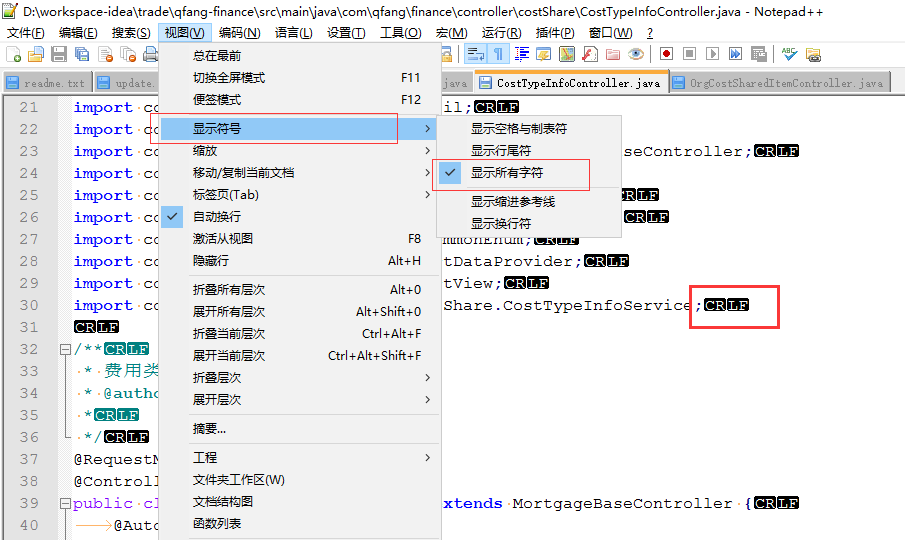 D:\workspace-idea\trade\qfang-finance\src\main\java\com\qfang\finance\controller\costShare\CostTypeInfoController.java - Notepad++
文件(F) 编辑(E) 搜索(S) 视图(V) 编码(N) 语言(L) 设置(T) 工具(O) 宏(M) 运行(R) 插件(P) 窗口(W) ?
readme.txt update. java CostTypeInfoController.java OrgCostSharedItemController.java
总在最前
切换全屏模式 F11
便签模式 F12
显示符号
缩放
移动/复制当前文档
标签页(Tab)
自动换行
激活从视图 F8
隐藏行 Alt+H
折叠所有层次 Alt+0
展开所有层次 Alt+Shift+0
折叠当前层次 Ctrl+Alt+F
展开当前层次 Ctrl+Alt+Shift+F
折叠层次
展开层次
摘要...
工程
文件夹工作区(W)
文档结构图
函数列表
显示空格与制表符
显示行尾符
显示所有字符
显示缩进参考线
显示换行符
21 import co il;CRLF
22 import co
23 import co seController;CRLF
24 import co
25 import co CRLF
26 import co CRLF
27 import co mmonEnum;CRLF
28 import co tDataProvider;CRLF
29 import co tView;CRLF
30 import co Share.CostTypeInfoService;CRLF
31 CRLF
32 /**CRLF
33 * 费用类
34 * @autho
35 *CRLF
36 */CRLF
37 @RequestM
38 @Controll
39 public cl xtends MortgageBaseController {CRLF
40 @Auto